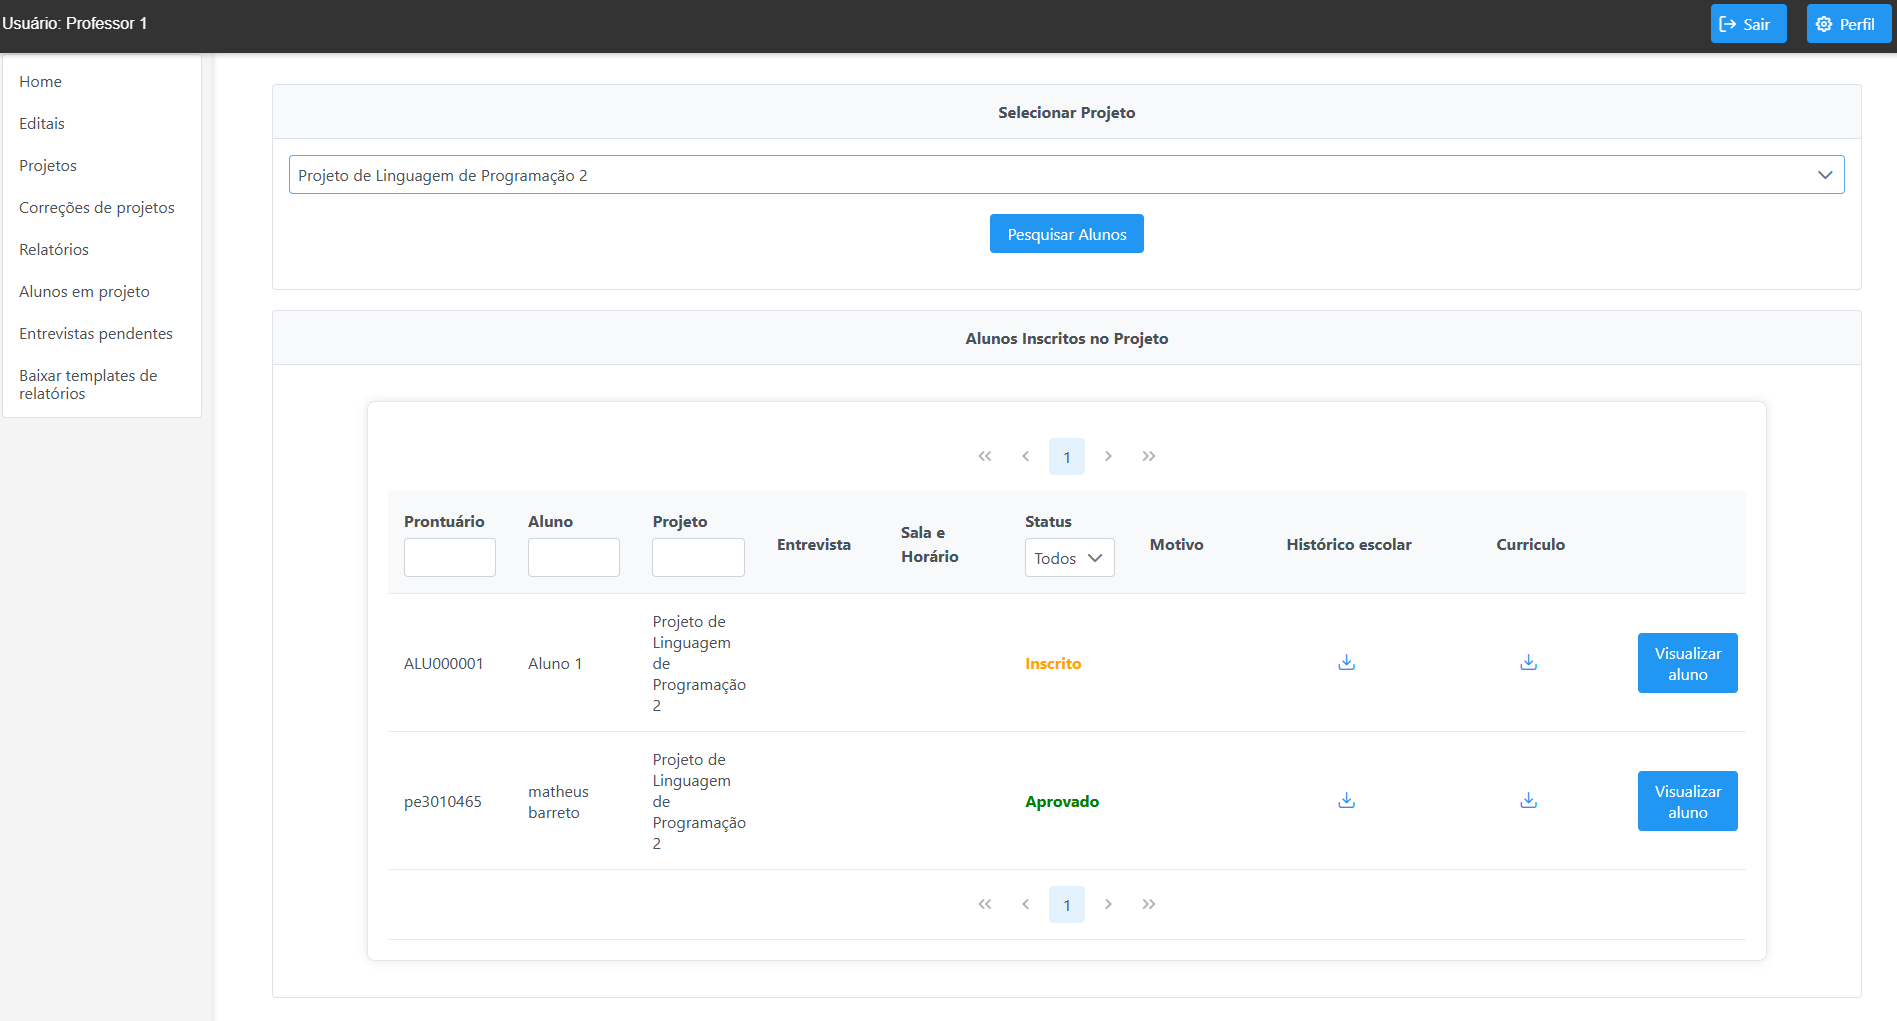 Usuário: Professor 1
Sair
Perfil
Home
Editais
Projetos
Correções de projetos
Relatórios
Alunos em projeto
Entrevistas pendentes
Baixar templates de
relatórios
Selecionar Projeto
Projeto de Linguagem de Programação 2
Pesquisar Alunos
Alunos Inscritos no Projeto
1
Prontuário
Aluno
Projeto
Entrevista
Sala e
Horário
Status
Todos
Motivo
Histórico escolar
Curriculo
ALU000001
Aluno 1
Projeto de
Linguagem
de
Programação
2
Inscrito
Visualizar
aluno
pe3010465
matheus
barreto
Projeto de
Linguagem
de
Programação
2
Aprovado
Visualizar
aluno
1